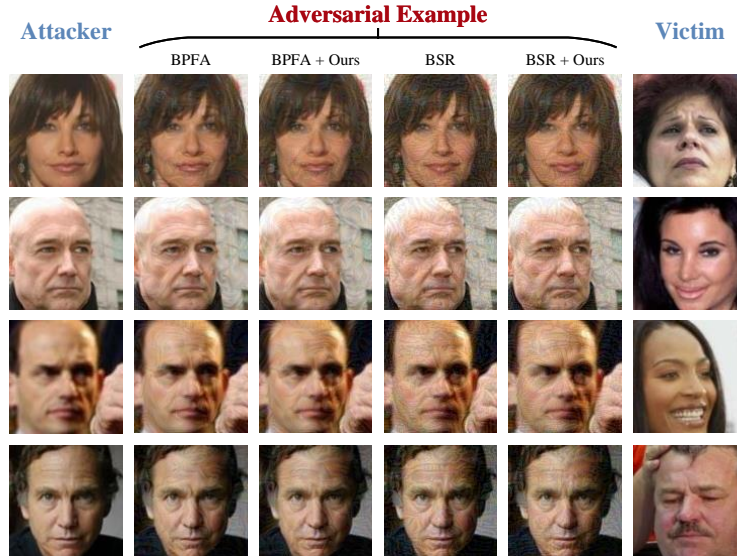 Adversarial Example
Attacker
Victim
BPFA
BPFA + Ours
BSR
BSR + Ours